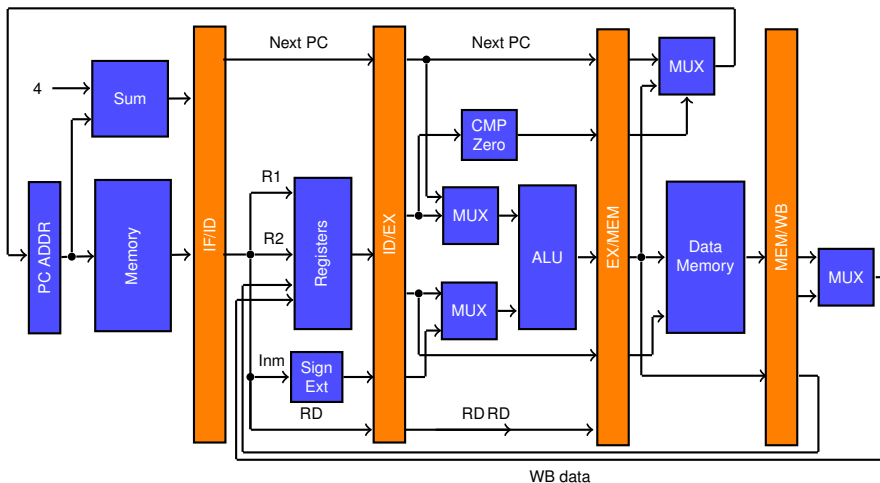 Next PC
Next PC
MUX
4
Sum
CMP
Zero
R1
R2
PC ADDR
Memory
IF/ID
Registers
ID/EX
MUX
ALU
EX/MEM
Data
Memory
MEM/WB
MUX
MUX
Inm
Sign
Ext
RD
RD RD
WB data